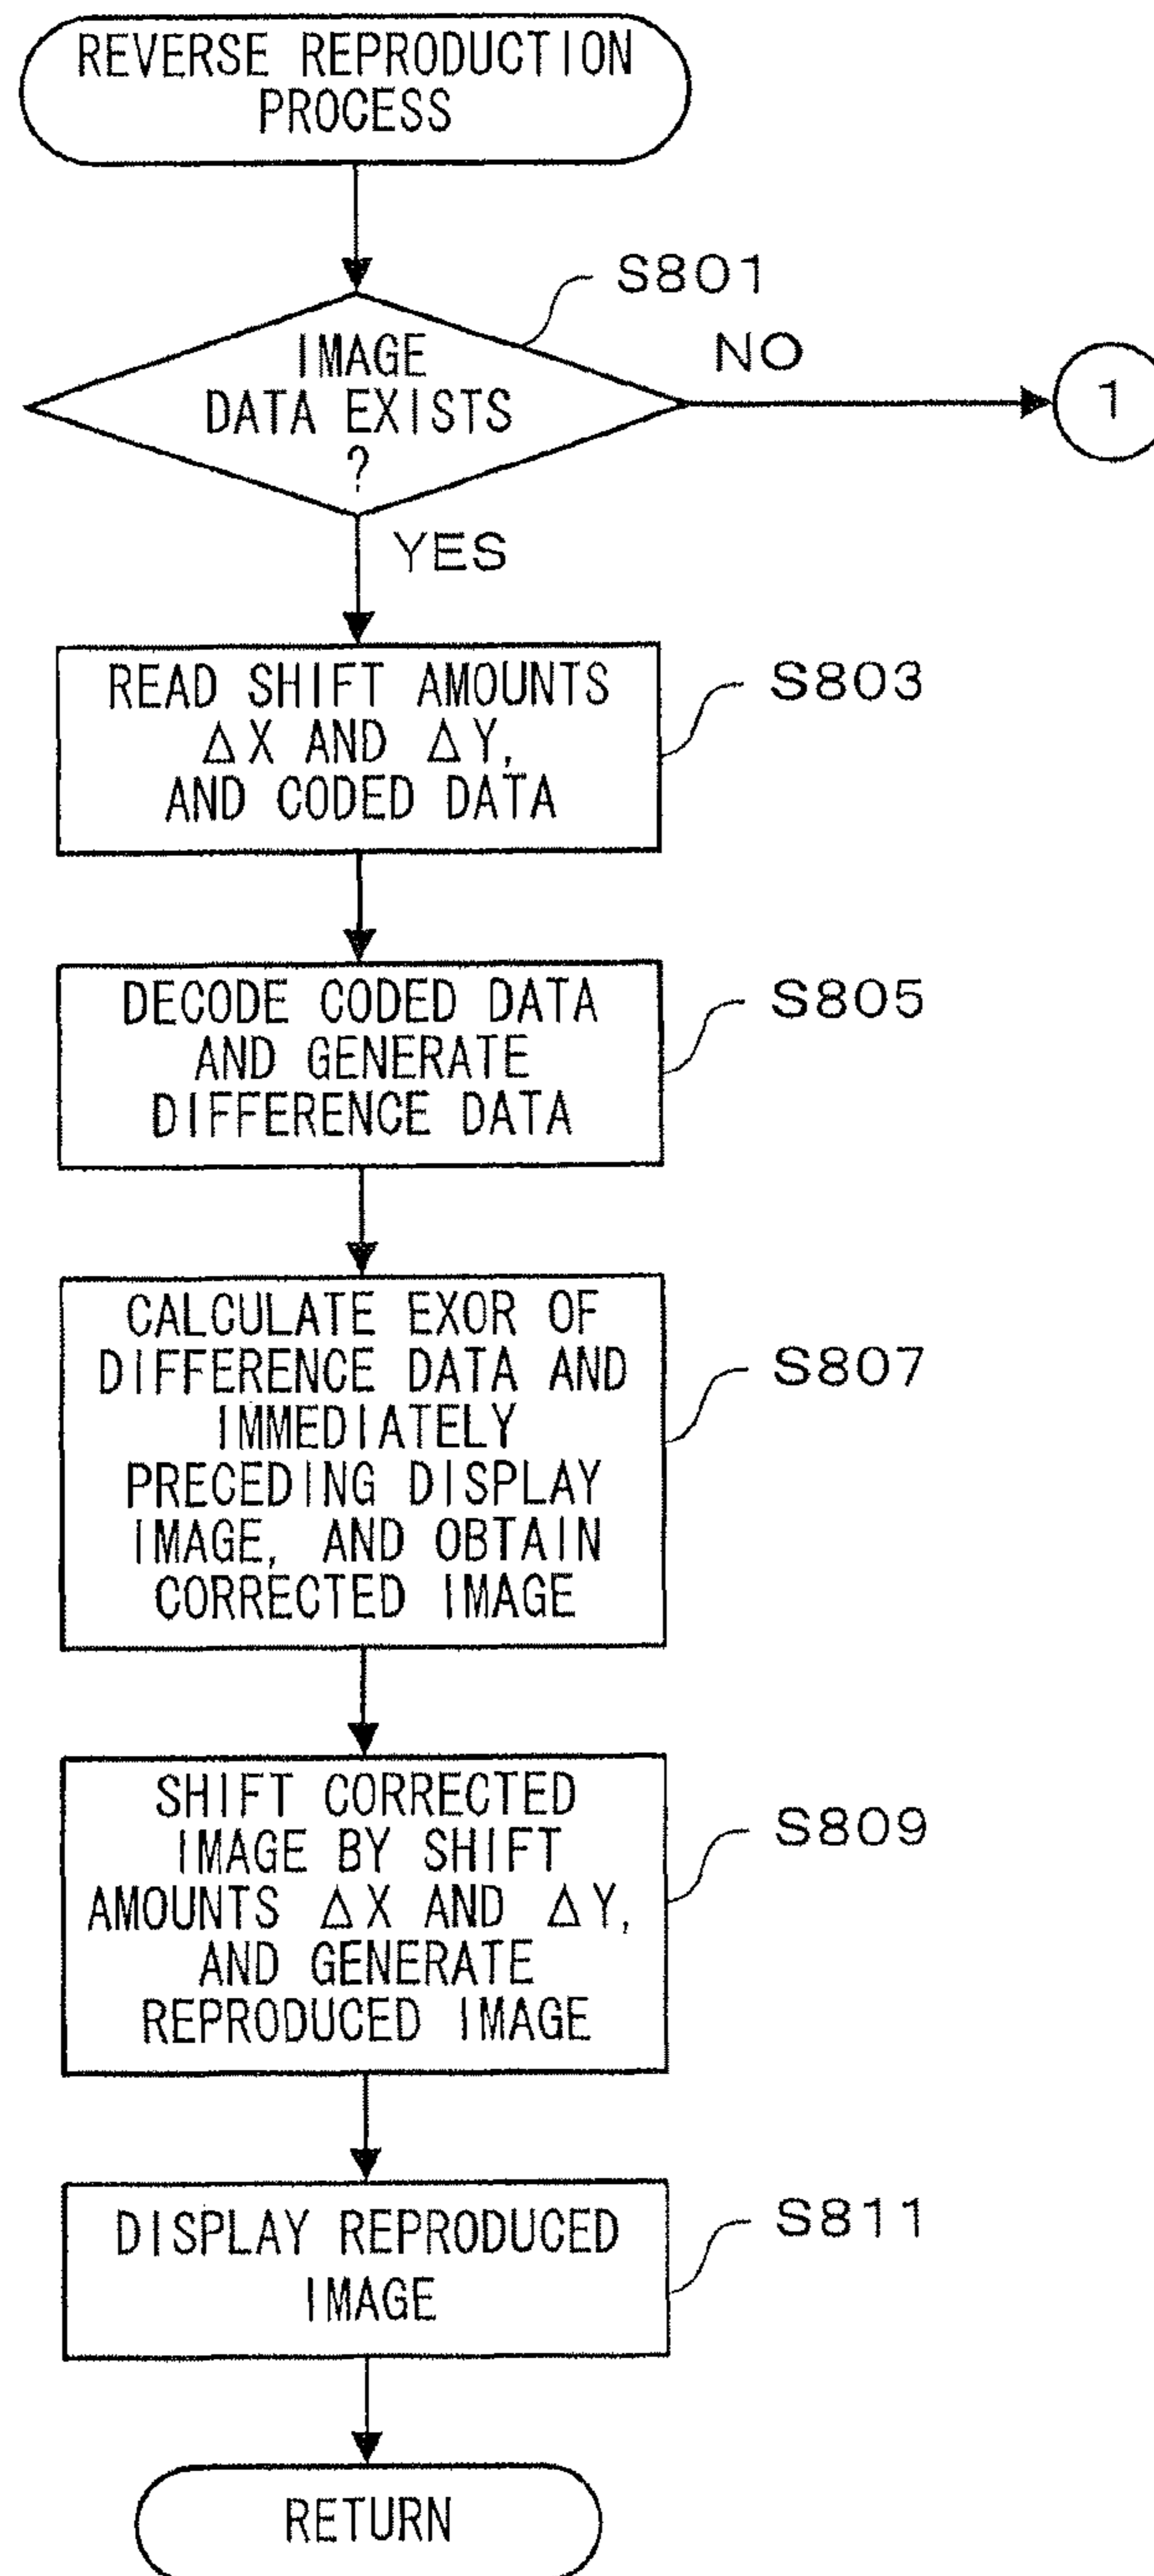 REVERSE REPRODUCTION
PROCESS
S801
IMAGE
DATA EXISTS
?
NO
1
YES
READ SHIFT AMOUNTS
ΔX AND ΔY,
AND CODED DATA
S803
DECODE CODED DATA
AND GENERATE
DIFFERENCE DATA
S805
CALCULATE EXOR OF
DIFFERENCE DATA AND
IMMEDIATELY
PRECEDING DISPLAY
IMAGE, AND OBTAIN
CORRECTED IMAGE
S807
SHIFT CORRECTED
IMAGE BY SHIFT
AMOUNTS ΔX AND ΔY,
AND GENERATE
REPRODUCED IMAGE
S809
DISPLAY REPRODUCED
IMAGE
S811
RETURN